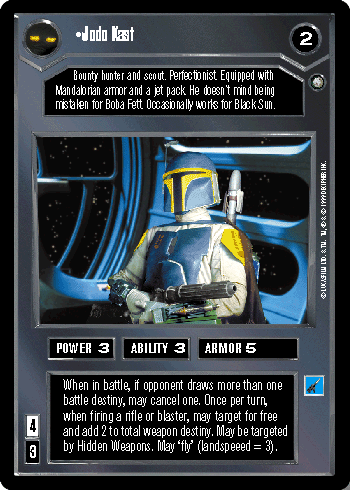 •Jodo Kast
2
Bounty hunter and scout. Perfectionist. Equipped with
Mandalorian armor and a jet pack. He doesn't mind being
mistaken for Boba Fett. Occasionally works for Black Sun.
POWER 3 ABILITY 3 ARMOR 5
When in battle, if opponent draws more than one
battle destiny, may cancel one. Once per turn,
when firing a rifle or blaster, may target for free
and add 2 to total weapon destiny. May be targeted
by Hidden Weapons. May 'fly' (landspeeed = 3).
4
3